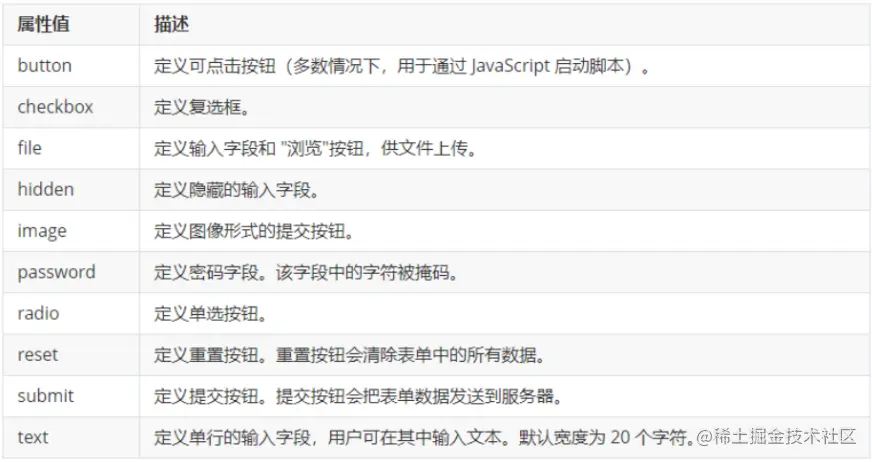 属性值 描述
button 定义可点击按钮（多数情况下，用于通过 JavaScript 启动脚本）。
checkbox 定义复选框。
file 定义输入字段和 "浏览"按钮，供文件上传。
hidden 定义隐藏的输入字段。
image 定义图像形式的提交按钮。
password 定义密码字段。该字段中的字符被掩码。
radio 定义单选按钮。
reset 定义重置按钮。重置按钮会清除表单中的所有数据。
submit 定义提交按钮。提交按钮会把表单数据发送到服务器。
text 定义单行的输入字段，用户可在其中输入文本。默认宽度为 20 个字符。
@稀土掘金技术社区